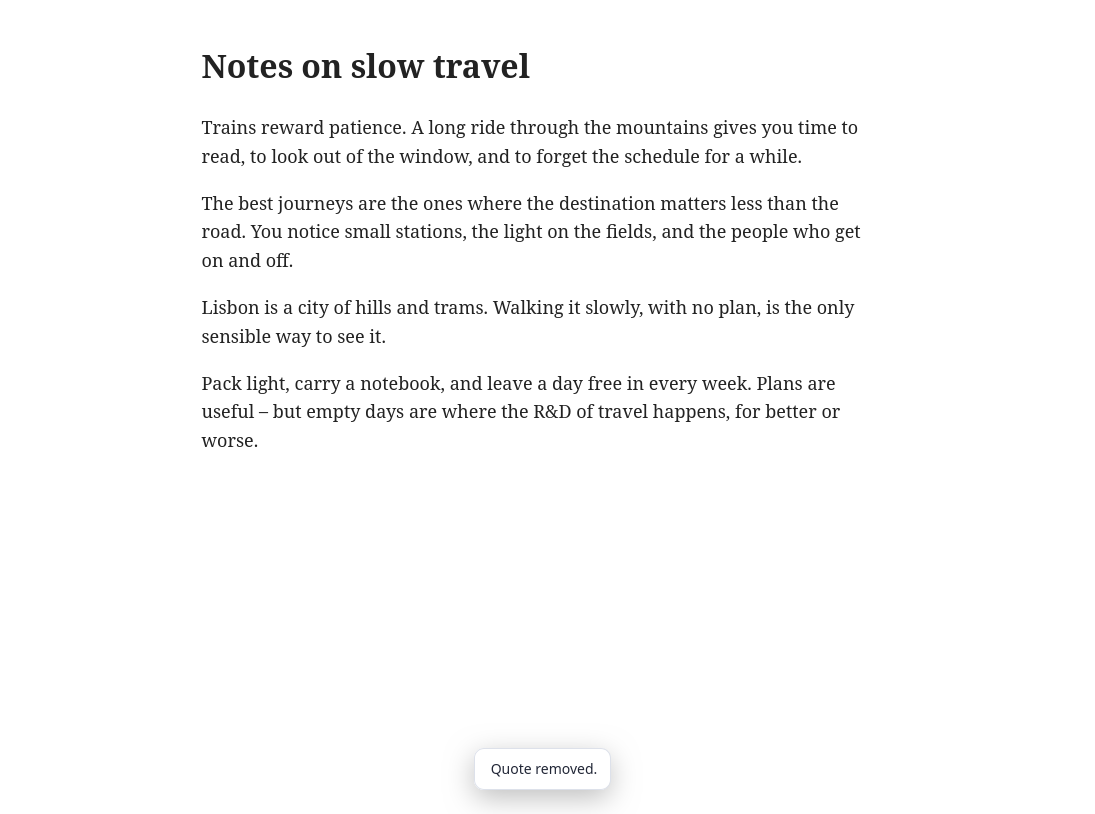 Notes on slow travel
Trains reward patience. A long ride through the mountains gives you time to
read, to look out of the window, and to forget the schedule for a while.
The best journeys are the ones where the destination matters less than the
road. You notice small stations, the light on the fields, and the people who get
on and off.
Lisbon is a city of hills and trams. Walking it slowly, with no plan, is the only
sensible way to see it.
Pack light, carry a notebook, and leave a day free in every week. Plans are
useful – but empty days are where the R&D of travel happens, for better or
worse.
Quote removed.